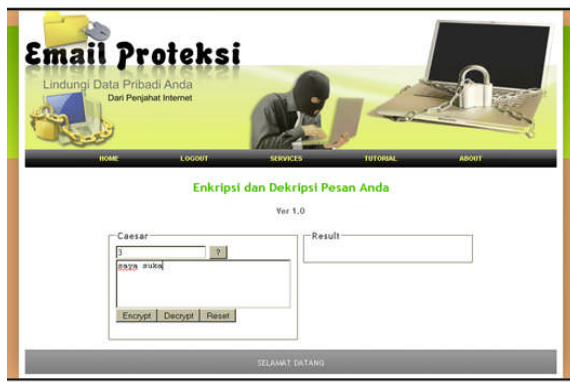 Email Proteksi
Lindungi Data Pribadi Anda
Dari Penjahat Internet
HOME LOGOUT SERVICES TUTORIAL ABOUT
Enkripsi dan Dekripsi Pesan Anda
Ver 1.0
Caesar Result
3 ?
saya suka
Encrypt Decrypt Reset
SELAMAT DATANG